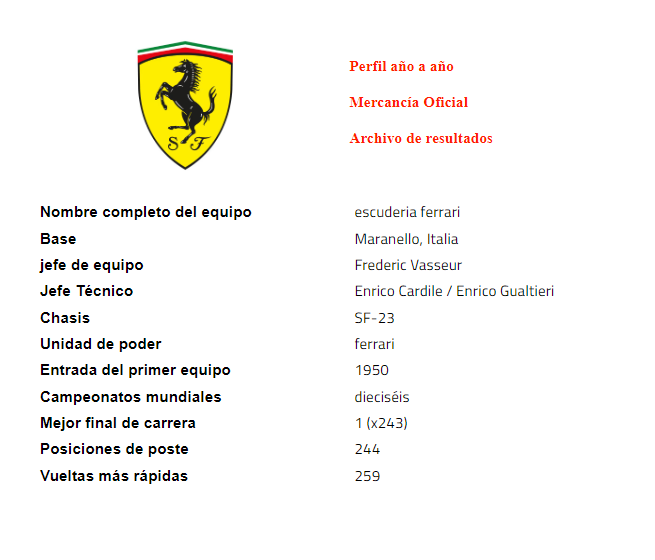 S F
Perfil año a año
Mercancía Oficial
Archivo de resultados
Nombre completo del equipo escuderia ferrari
Base Maranello, Italia
jefe de equipo Frederic Vasseur
Jefe Técnico Enrico Cardile / Enrico Gualtieri
Chasis SF-23
Unidad de poder ferrari
Entrada del primer equipo 1950
Campeonatos mundiales dieciséis
Mejor final de carrera 1 (x243)
Posiciones de poste 244
Vueltas más rápidas 259